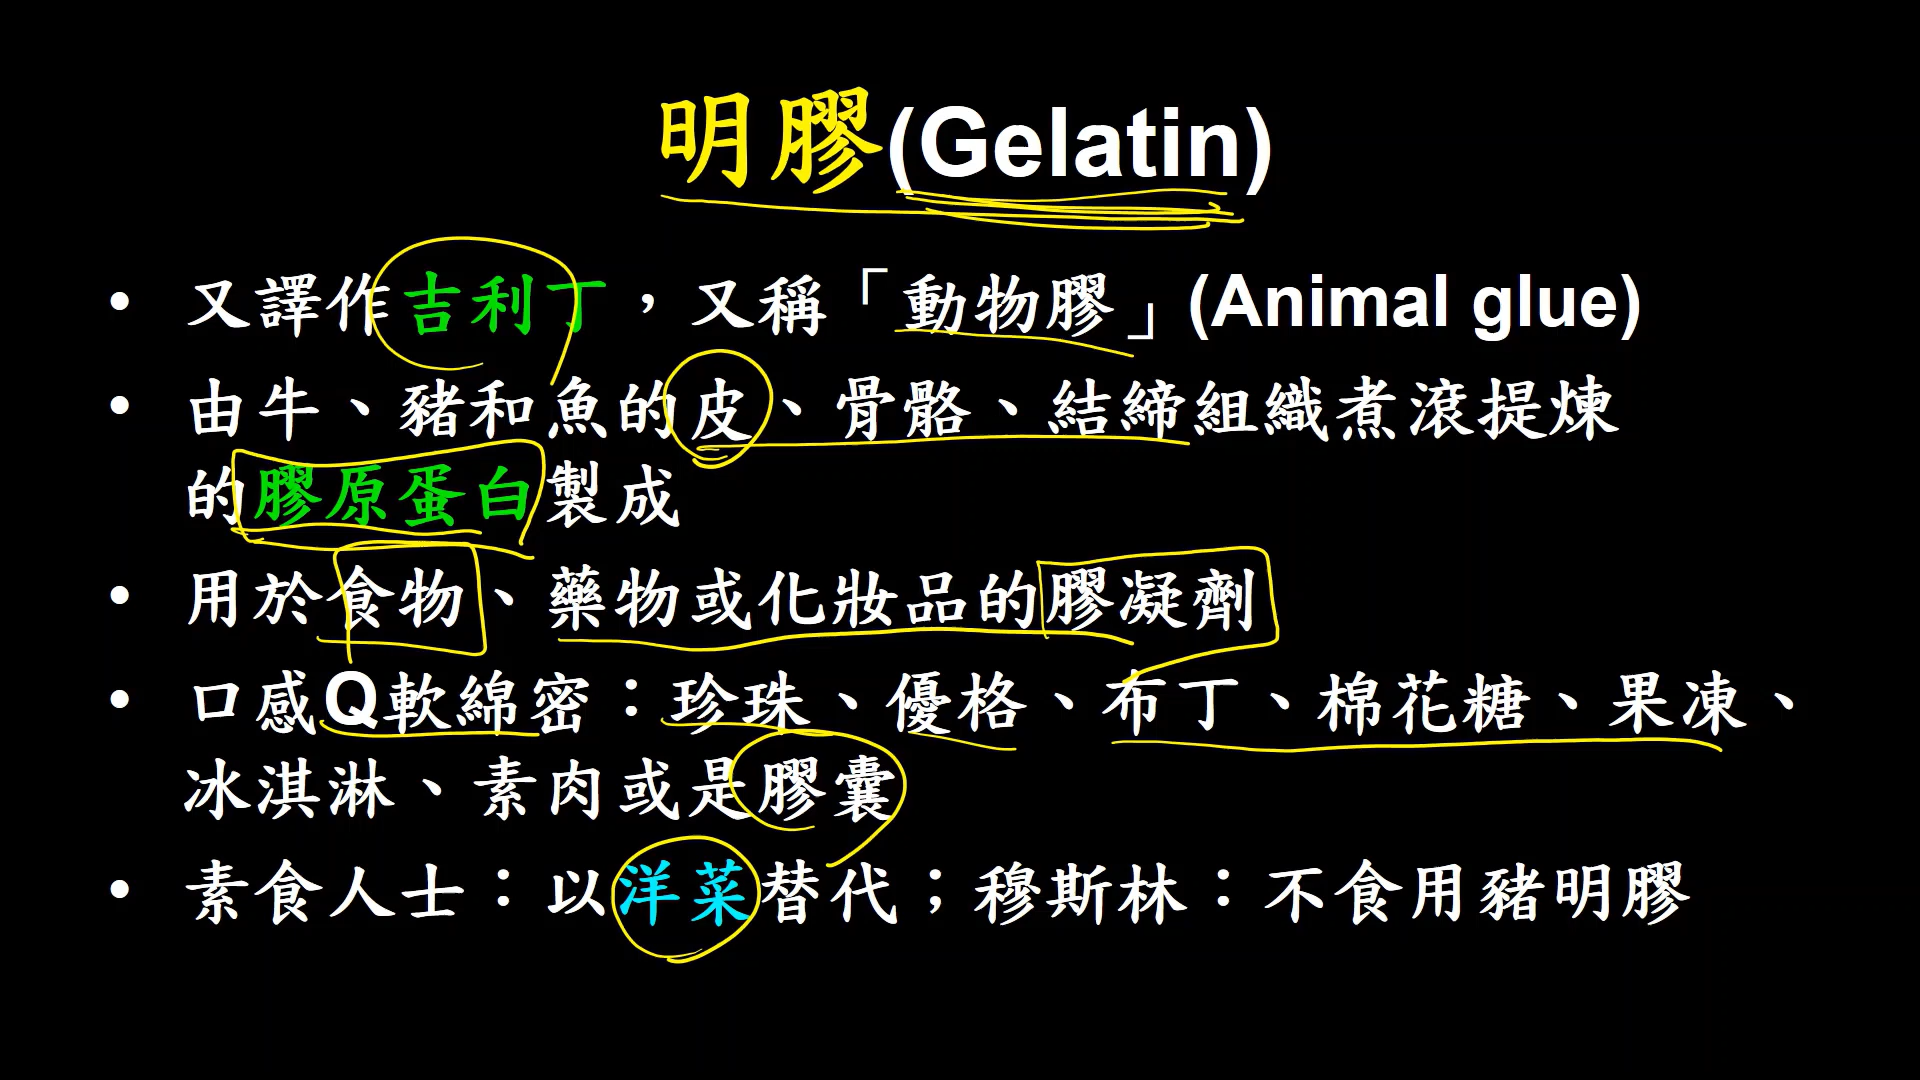 明膠(Gelatin)
• 又譯作吉利丁，又稱「動物膠」(Animal glue)
• 由牛、豬和魚的皮、骨骼、結締組織煮滾提煉
的膠原蛋白製成
• 用於食物、藥物或化妝品的膠凝劑
• 口感Q軟綿密：珍珠、優格、布丁、棉花糖、果凍、
冰淇淋、素肉或是膠囊
• 素食人士：以洋菜替代；穆斯林：不食用豬明膠